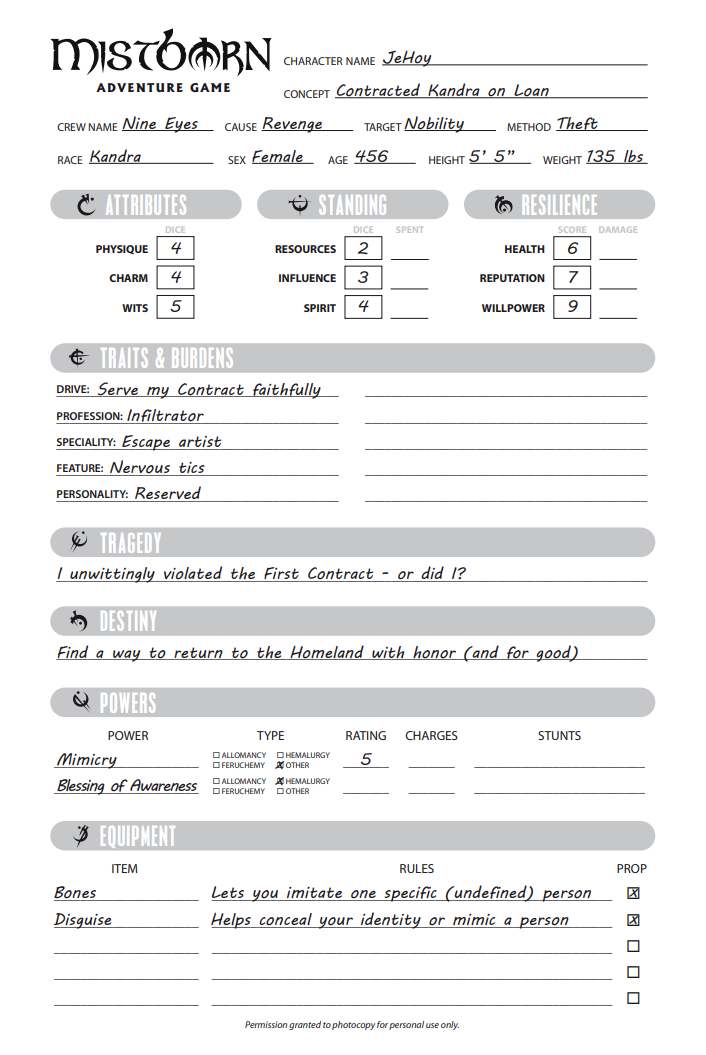 MISTBORN
ADVENTURE GAME
CHARACTER NAME JeHoy
CONCEPT Contracted Kandra on Loan
CREW NAME Nine Eyes CAUSE Revenge TARGET Nobility METHOD Theft
RACE Kandra SEX Female AGE 456 HEIGHT 5’ 5” WEIGHT 135 lbs
ATTRIBUTES STANDING RESILIENCE
DICE DICE SPENT SCORE DAMAGE
PHYSIQUE 4 RESOURCES 2 HEALTH 6
CHARM 4 INFLUENCE 3 REPUTATION 7
WITS 5 SPIRIT 4 WILLPOWER 9
TRAITS & BURDENS
DRIVE: Serve my Contract faithfully
PROFESSION: Infiltrator
SPECIALITY: Escape artist
FEATURE: Nervous tics
PERSONALITY: Reserved
TRAGEDY
I unwittingly violated the First Contract - or did I?
DESTINY
Find a way to return to the Homeland with honor (and for good)
POWERS
POWER TYPE RATING CHARGES STUNTS
Mimicry ☐ ALLOMANCY ☐ HEMALURGY ☐ FERUCHEMY ☒ OTHER 5
Blessing of Awareness ☐ ALLOMANCY ☒ HEMALURGY ☐ FERUCHEMY ☐ OTHER
EQUIPMENT
ITEM RULES PROP
Bones Lets you imitate one specific (undefined) person ☒
Disguise Helps conceal your identity or mimic a person ☒
☐
☐
☐
Permission granted to photocopy for personal use only.